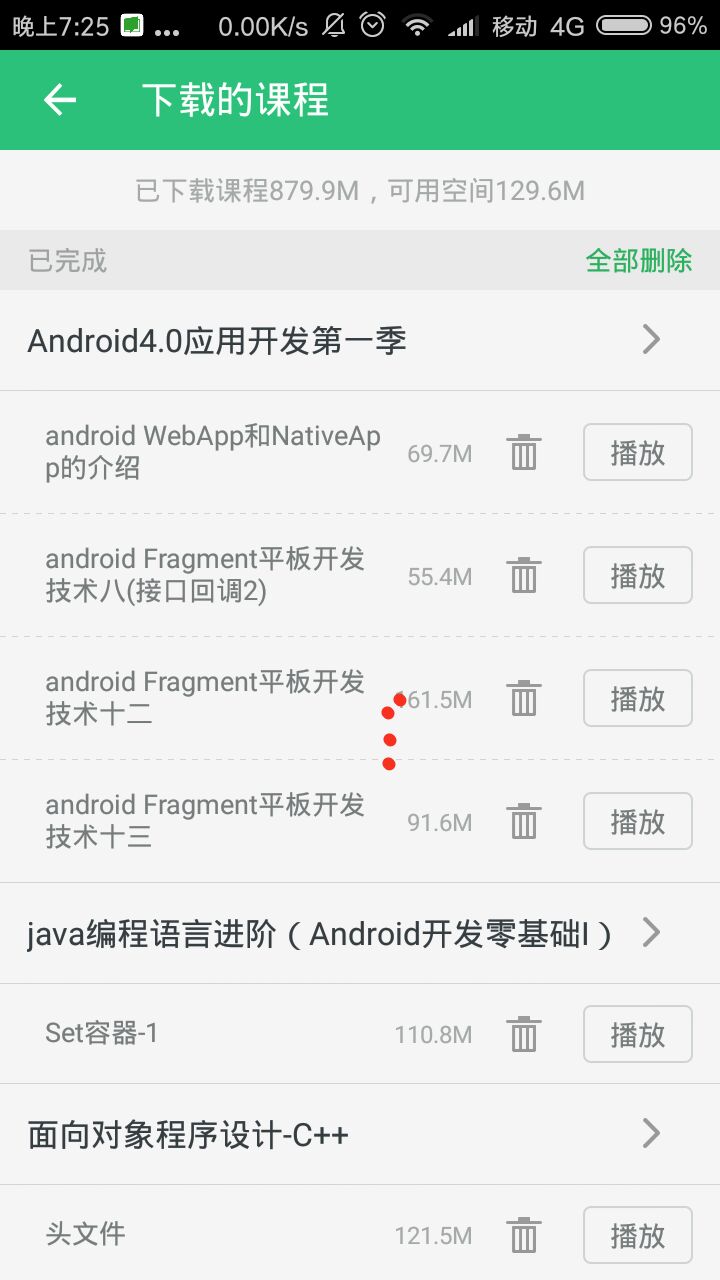 晚上7:25 ... 0.00K/s 移动 4G 96%
下载的课程
已下载课程879.9M，可用空间129.6M
已完成 全部删除
Android4.0应用开发第一季
android WebApp和NativeAp
p的介绍
69.7M 播放
android Fragment平板开发
技术八(接口回调2)
55.4M 播放
android Fragment平板开发
技术十二
161.5M 播放
android Fragment平板开发
技术十三
91.6M 播放
java编程语言进阶（Android开发零基础I）
Set容器-1 110.8M 播放
面向对象程序设计-C++
头文件 121.5M 播放